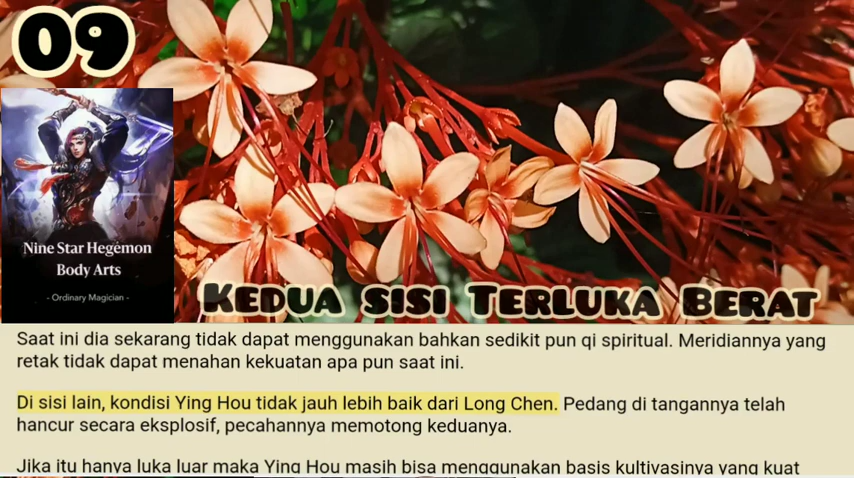 09
Nine Star Hegemon
Body Arts
- Ordinary Magician -
Kedua sisi Terluka Berat
Saat ini dia sekarang tidak dapat menggunakan bahkan sedikit pun qi spiritual. Meridiannya yang
retak tidak dapat menahan kekuatan apa pun saat ini.
Di sisi lain, kondisi Ying Hou tidak jauh lebih baik dari Long Chen. Pedang di tangannya telah
hancur secara eksplosif, pecahannya memotong keduanya.
Jika itu hanya luka luar maka Ying Hou masih bisa menggunakan basis kultivasinya yang kuat